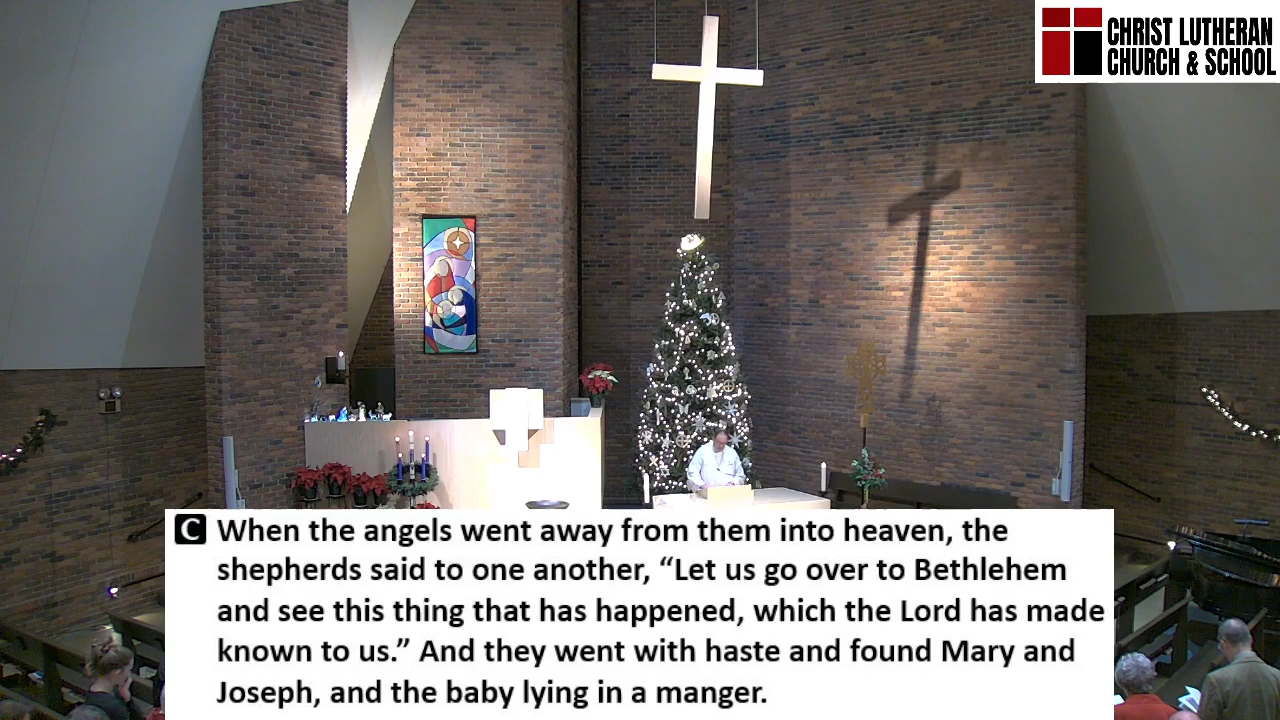 CHRIST LUTHERAN
CHURCH & SCHOOL
C When the angels went away from them into heaven, the
shepherds said to one another, “Let us go over to Bethlehem
and see this thing that has happened, which the Lord has made
known to us.” And they went with haste and found Mary and
Joseph, and the baby lying in a manger.